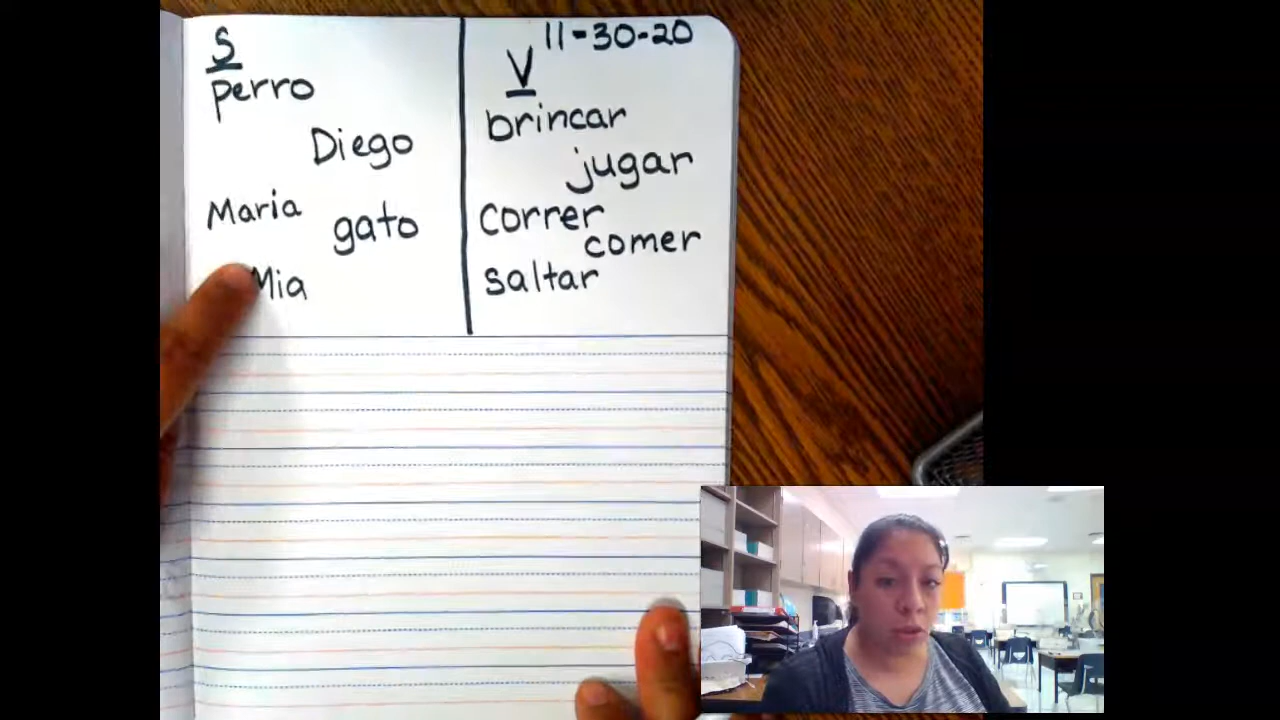 S
perro
Diego
Maria
gato
Mia
11-30-20
V
brincar
jugar
correr
comer
saltar